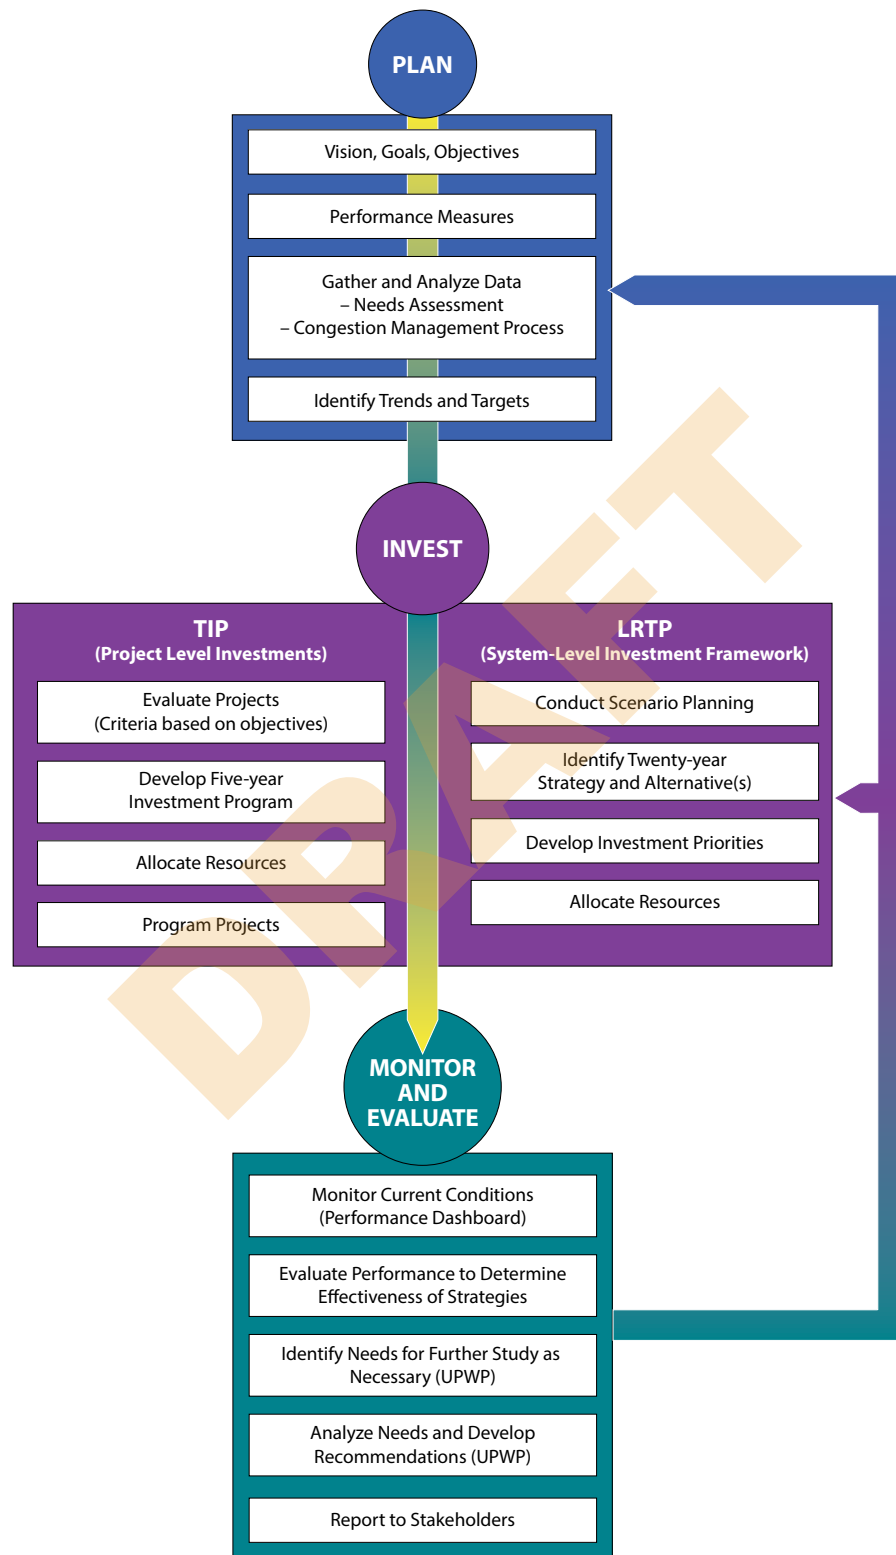 PLAN
Vision, Goals, Objectives
Performance Measures
Gather and Analyze Data
– Needs Assessment
– Congestion Management Process
Identify Trends and Targets
INVEST
TIP
(Project Level Investments)
Evaluate Projects
(Criteria based on objectives)
Develop Five-year
Investment Program
Allocate Resources
Program Projects
LRTP
(System-Level Investment Framework)
Conduct Scenario Planning
Identify Twenty-year
Strategy and Alternative(s)
Develop Investment Priorities
Allocate Resources
MONITOR
AND
EVALUATE
Monitor Current Conditions
(Performance Dashboard)
Evaluate Performance to Determine
Effectiveness of Strategies
Identify Needs for Further Study as
Necessary (UPWP)
Analyze Needs and Develop
Recommendations (UPWP)
Report to Stakeholders
DRAFT